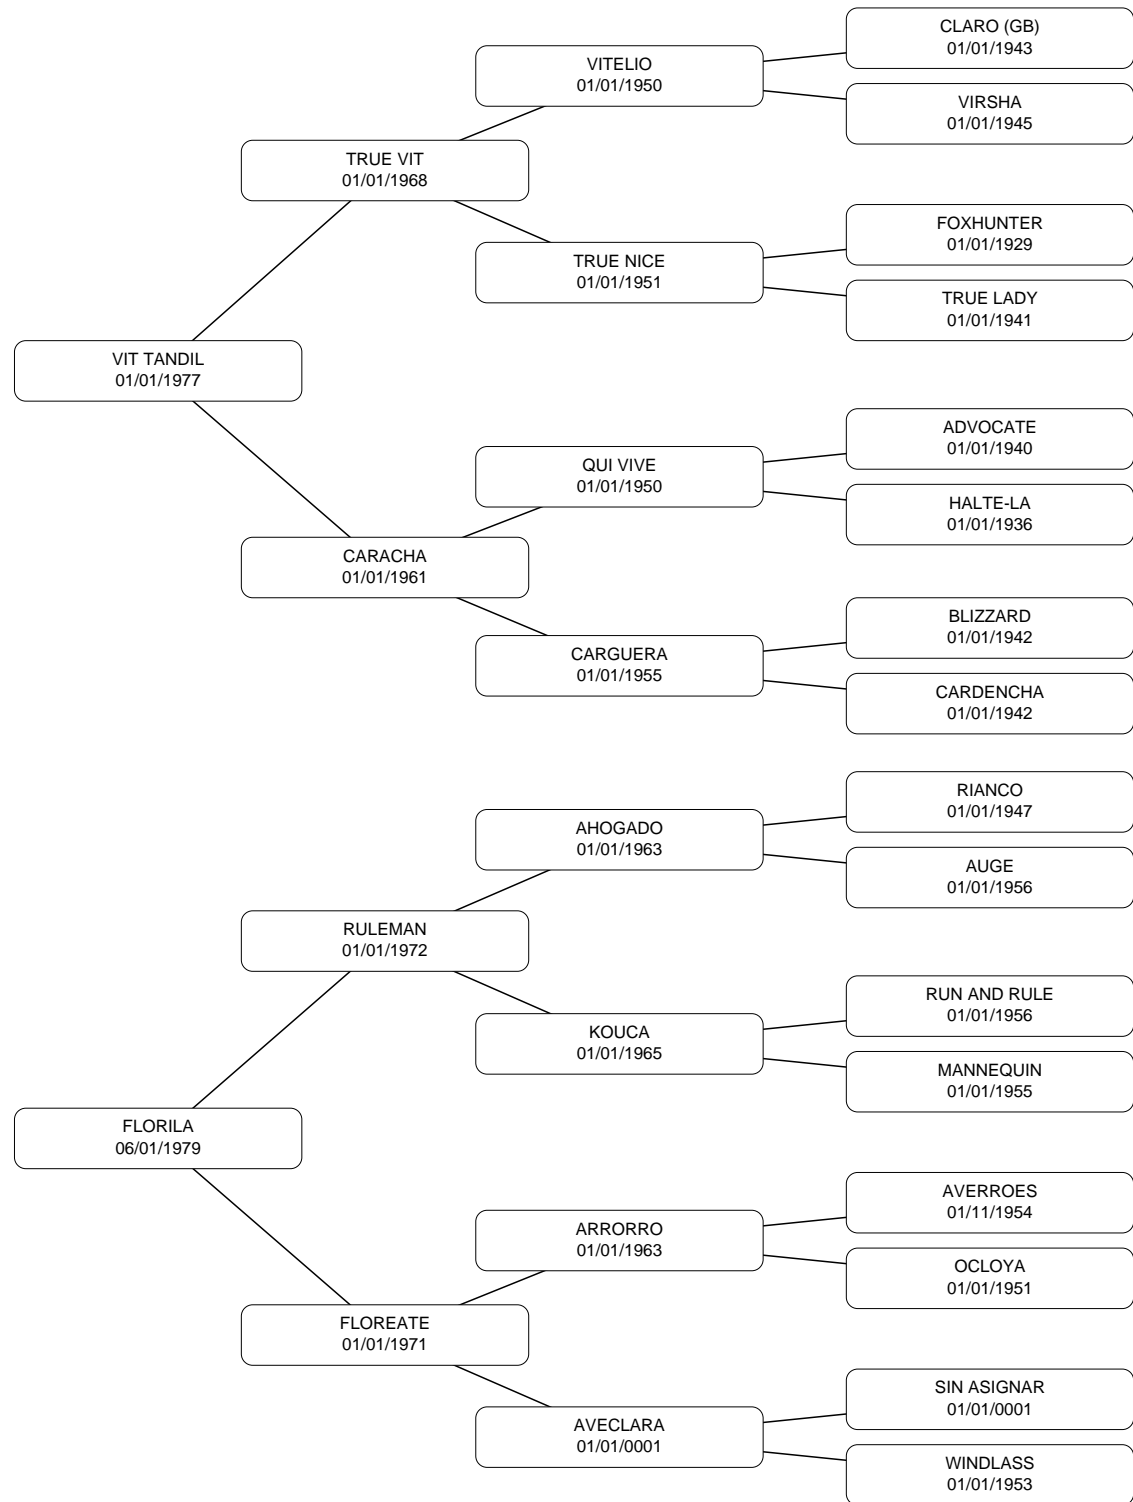 CLARO (GB)
01/01/1943
VITELIO
01/01/1950
VIRSHA
01/01/1945
TRUE VIT
01/01/1968
FOXHUNTER
01/01/1929
TRUE NICE
01/01/1951
TRUE LADY
01/01/1941
VIT TANDIL
01/01/1977
ADVOCATE
01/01/1940
QUI VIVE
01/01/1950
HALTE-LA
01/01/1936
CARACHA
01/01/1961
BLIZZARD
01/01/1942
CARGUERA
01/01/1955
CARDENCHA
01/01/1942
RIANCO
01/01/1947
AHOGADO
01/01/1963
AUGE
01/01/1956
RULEMAN
01/01/1972
RUN AND RULE
01/01/1956
KOUCA
01/01/1965
MANNEQUIN
01/01/1955
FLORILA
06/01/1979
AVERROES
01/11/1954
ARRORRO
01/01/1963
OCLOYA
01/01/1951
FLOREATE
01/01/1971
SIN ASIGNAR
01/01/0001
AVECLARA
01/01/0001
WINDLASS
01/01/1953